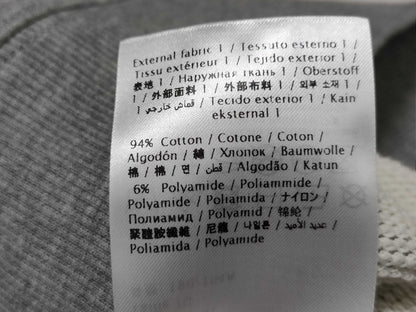 External fabric 1 / Tessuto esterno 1 /
Tissu extérieur 1 / Tejido exterior 1 /
表地 1 / Наружная ткань 1 / Oberstoff
1 / 外部面料 1 / 外部布料 1 / 외부 소재 1
/ قماش خارجي 1 / Tecido exterior 1 / Kain
eksternal 1
94% Cotton / Cotone / Coton /
Algodón / 綿 / Хлопок / Baumwolle /
棉 / 棉 / 면 / قطن / Algodão / Katun
6% Polyamide / Poliammide /
Polyamide / Poliamida / ナイロン /
Полиамид / Polyamid / 锦纶 /
聚醯胺纖維 / 尼龍 / 나일론 / عديد الأميد /
Poliamida / Polyamide